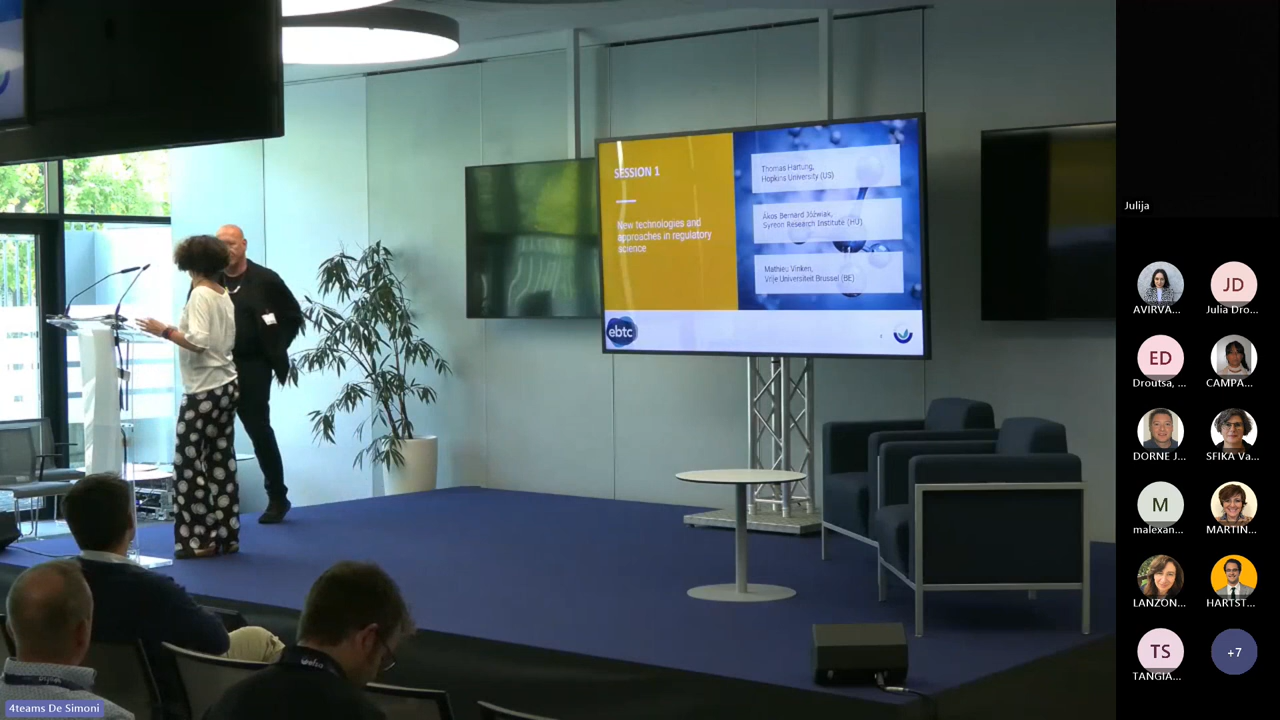 SESSION 1
New technologies and
approaches in regulatory
science
Thomas Hartung,
Hopkins University (US)
Ákos Bernard Jóźwiak,
Syreon Research Institute (HU)
Mathieu Vinken,
Vrije Universiteit Brussel (BE)
ebtc
Julija
AVIRVA...
JD
Julia Dro...
ED
Droutsa, ...
CAMPA...
DORNE J...
SFIKA Va...
M
malexan...
MARTIN...
LANZON...
HARTST...
TS
TANGIA...
+7
4teams De Simoni